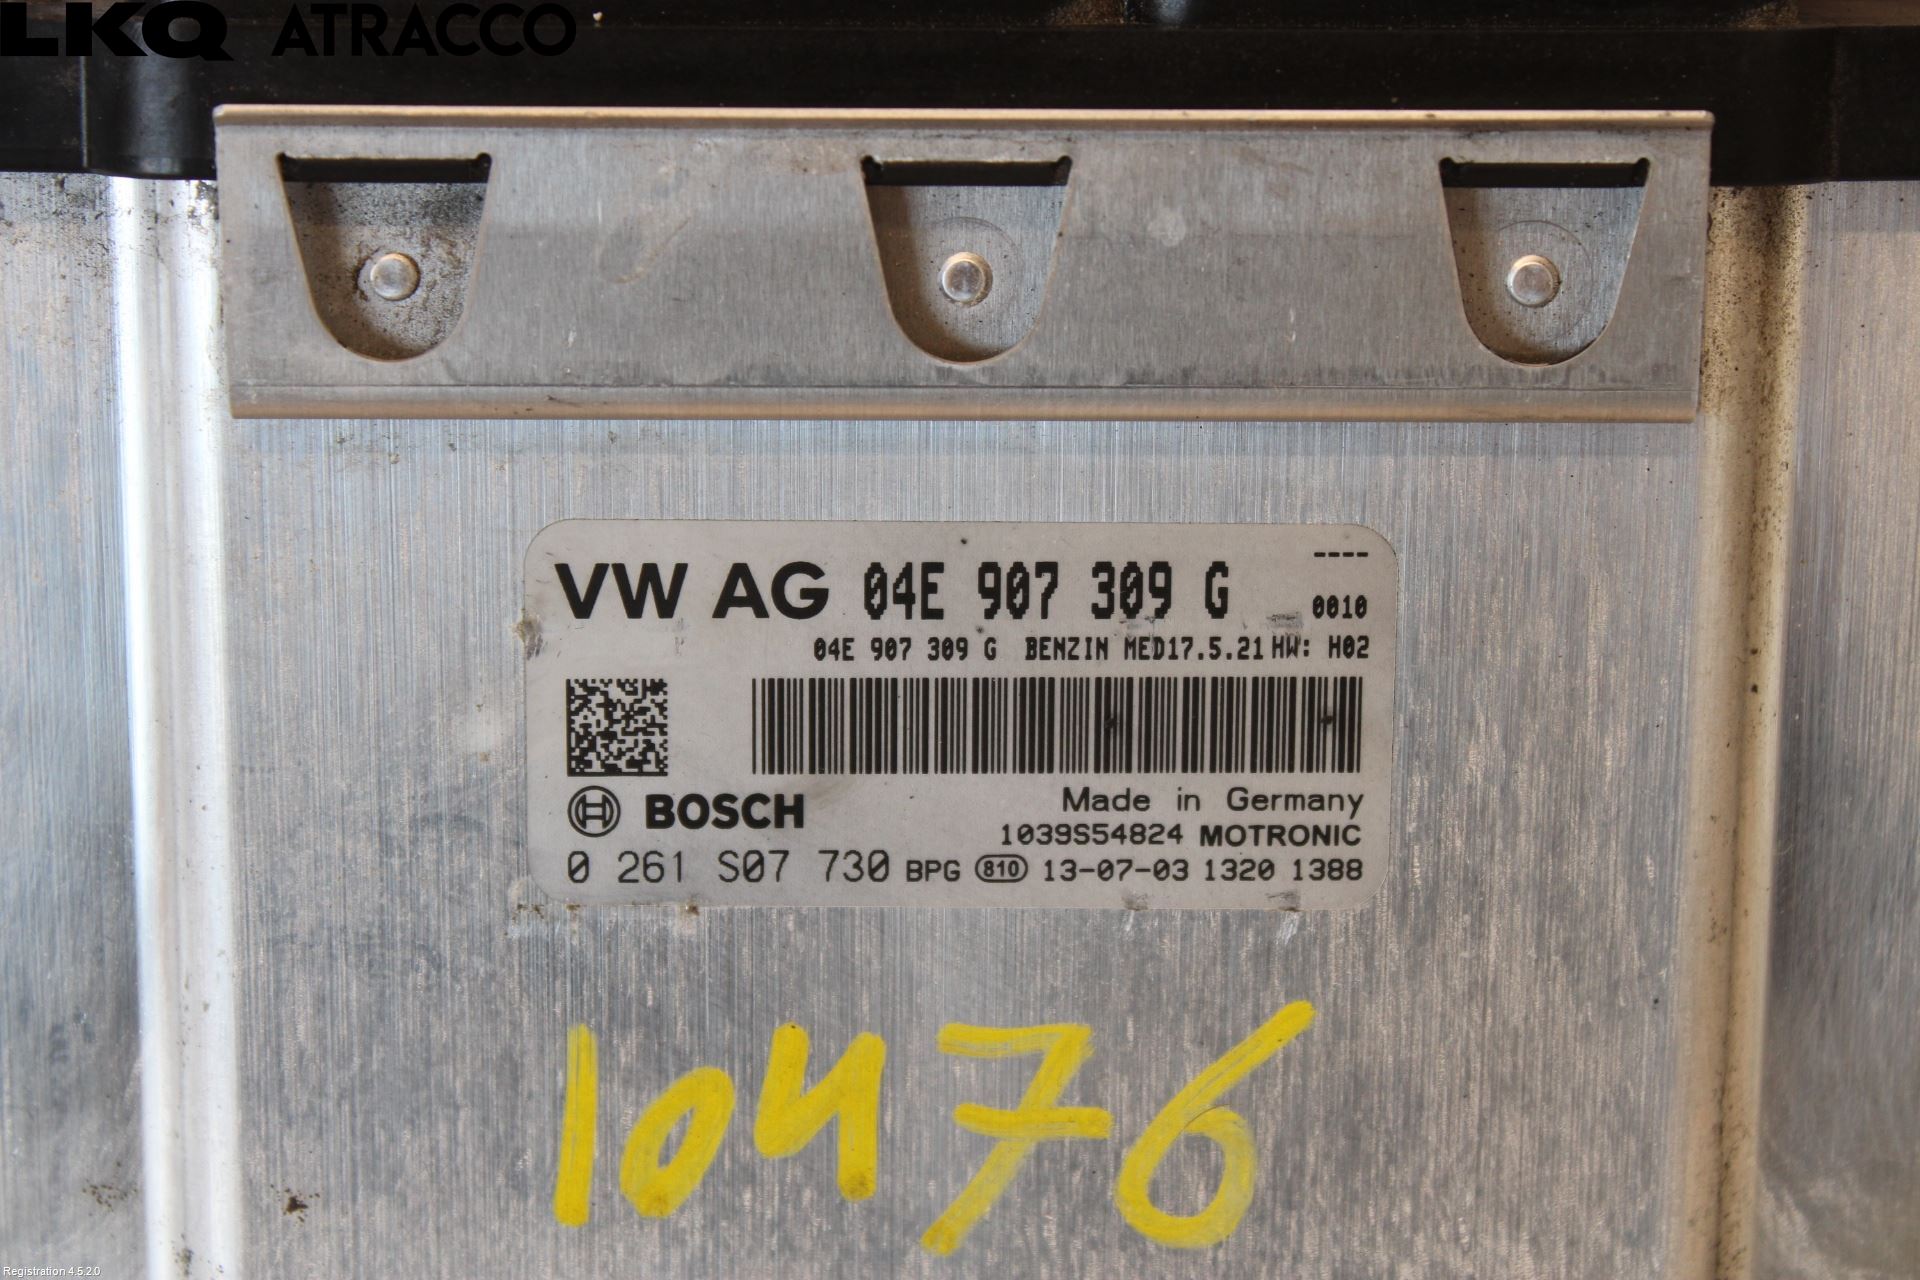 LKQ ATRACCO
----
VW AG 04E 907 309 G 0010
04E 907 309 G BENZIN MED17.5.21 HW: H02
BOSCH
Made in Germany
1039S54824 MOTRONIC
0 261 S07 730 BPG 810 13-07-03 1320 1388
10476
Registration 4.5.2.0